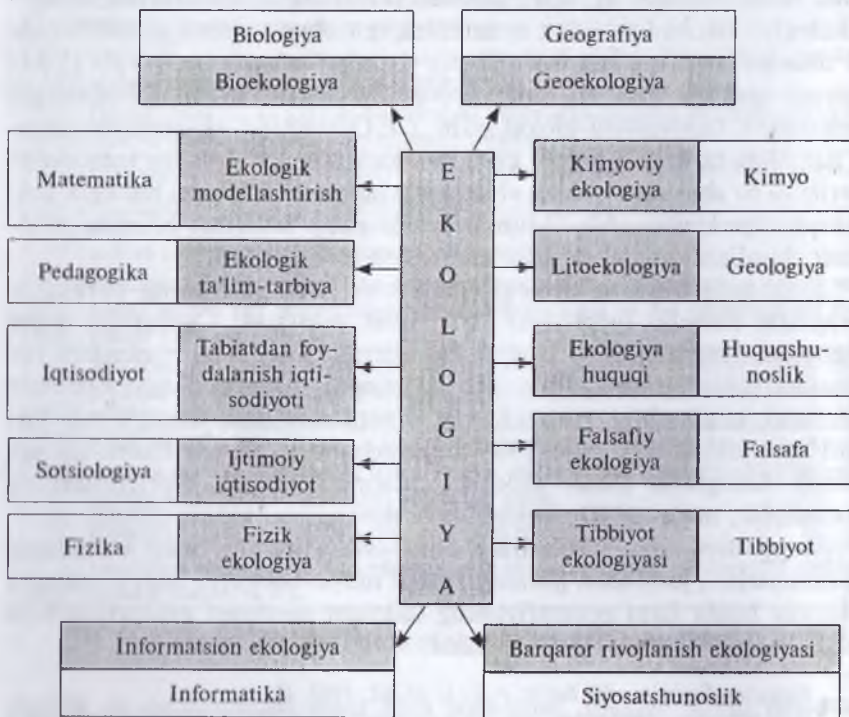 Biologiya
Bioekologiya
Geografiya
Geoekologiya
Matematika
Ekologik
modellashtirish
Pedagogika
Ekologik
ta'lim-tarbiya
Iqtisodiyot
Tabiatdan foy-
dalanish iqti-
sodiyoti
Sotsiologiya
Ijtimoiy
iqtisodiyot
Fizika
Fizik
ekologiya
E
K
O
L
O
G
I
Y
A
Kimyoviy
ekologiya
Kimyo
Litoekologiya
Geologiya
Ekologiya
huquqi
Huquqshu-
noslik
Falsafiy
ekologiya
Falsafa
Tibbiyot
ekologiyasi
Tibbiyot
Informatsion ekologiya
Informatika
Barqaror rivojlanish ekologiyasi
Siyosatshunoslik